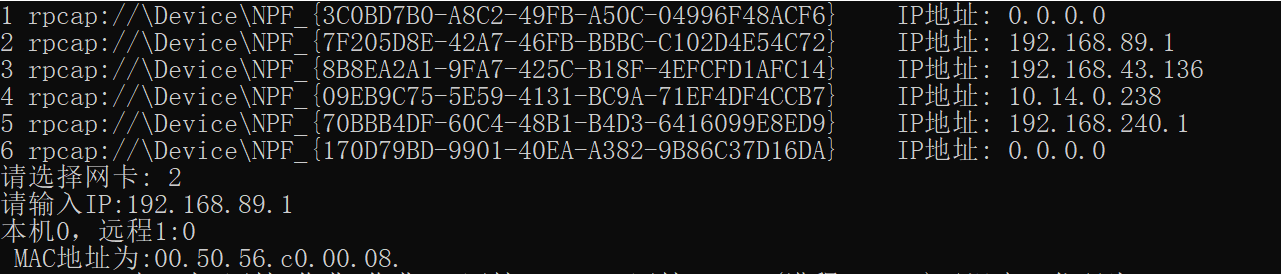 1 rpcap://\Device\NPF_{3C0BD7B0-A8C2-49FB-A50C-04996F48ACF6} IP地址: 0.0.0.0
2 rpcap://\Device\NPF_{7F205D8E-42A7-46FB-BBBC-C102D4E54C72} IP地址: 192.168.89.1
3 rpcap://\Device\NPF_{8B8EA2A1-9FA7-425C-B18F-4EFCFD1AFC14} IP地址: 192.168.43.136
4 rpcap://\Device\NPF_{09EB9C75-5E59-4131-BC9A-71EF4DF4CCB7} IP地址: 10.14.0.238
5 rpcap://\Device\NPF_{70BBB4DF-60C4-48B1-B4D3-6416099E8ED9} IP地址: 192.168.240.1
6 rpcap://\Device\NPF_{170D79BD-9901-40EA-A382-9B86C37D16DA} IP地址: 0.0.0.0
请选择网卡: 2
请输入IP:192.168.89.1
本机0, 远程1:0
MAC地址为:00.50.56.c0.00.08.